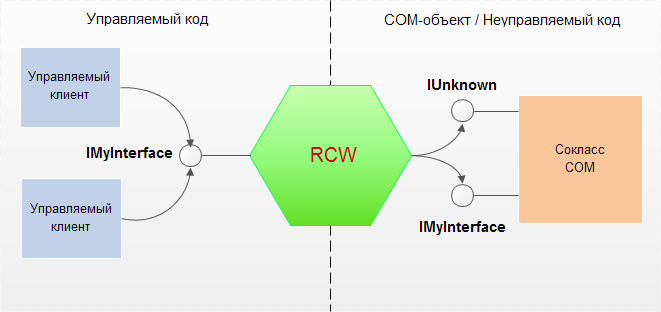 Управляемый код
COM-объект / Неуправляемый код
Управляемый
клиент
IMyInterface
Управляемый
клиент
RCW
IUnknown
IMyInterface
Сокласс
COM